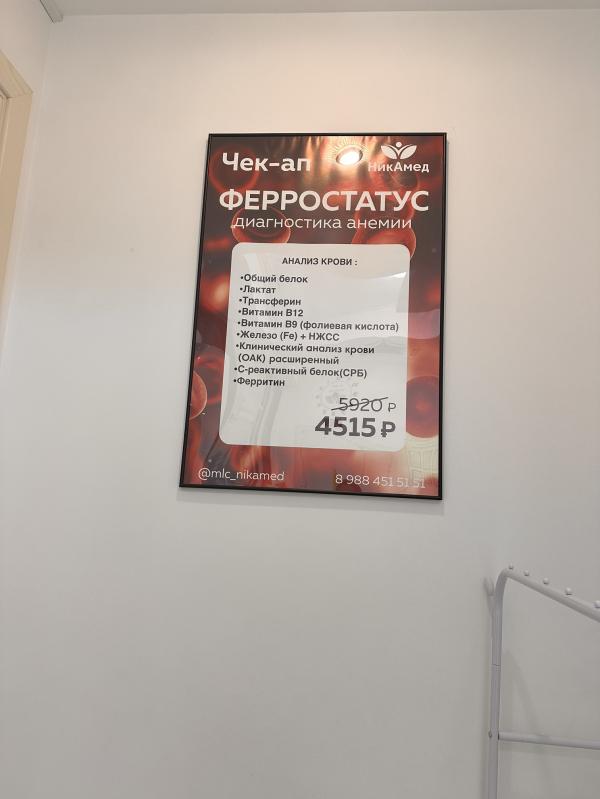 Чек-ап
НикАмед
ФЕРРОСТАТУС
диагностика анемии
АНАЛИЗ КРОВИ :
•Общий белок
•Лактат
•Трансферин
•Витамин В12
•Витамин В9 (фолиевая кислота)
•Железо (Fe) + НЖСС
•Клинический анализ крови
(ОАК) расширенный
•С-реактивный белок(СРБ)
•Ферритин
5920 ₽
4515 ₽
@mlc_nikamed
8 988 451 51 51